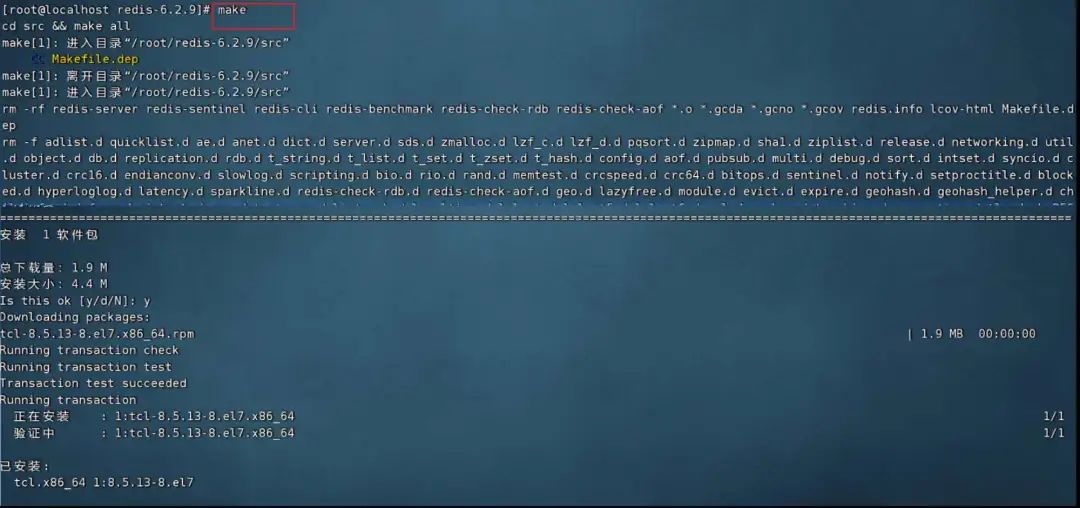 [root@localhost redis-6.2.9]# make
cd src && make all
make[1]: 进入目录“/root/redis-6.2.9/src”
CC Makefile.dep
make[1]: 离开目录“/root/redis-6.2.9/src”
make[1]: 进入目录“/root/redis-6.2.9/src”
rm -rf redis-server redis-sentinel redis-cli redis-benchmark redis-check-rdb redis-check-aof *.o *.gcda *.gcno *.gcov redis.info lcov-html Makefile.d
ep
rm -f adlist.d quicklist.d ae.d anet.d dict.d server.d sds.d zmalloc.d lzf_c.d lzf_d.d pqsort.d zipmap.d sha1.d ziplist.d release.d networking.d util
.d object.d db.d replication.d rdb.d t_string.d t_list.d t_set.d t_zset.d t_hash.d config.d aof.d pubsub.d multi.d debug.d sort.d intset.d syncio.d c
luster.d crc16.d endianconv.d slowlog.d scripting.d bio.d rio.d rand.d memtest.d crcspeed.d crc64.d bitops.d sentinel.d notify.d setproctitle.d block
ed.d hyperloglog.d latency.d sparkline.d redis-check-rdb.d redis-check-aof.d geo.d lazyfree.d module.d evict.d expire.d geohash.d geohash_helper.d ch
安装  1 软件包
总下载量：1.9 M
安装大小：4.4 M
Is this ok [y/d/N]: y
Downloading packages:
tcl-8.5.13-8.el7.x86_64.rpm | 1.9 MB  00:00:00
Running transaction check
Running transaction test
Transaction test succeeded
Running transaction
正在安装    : 1:tcl-8.5.13-8.el7.x86_64 1/1
验证中      : 1:tcl-8.5.13-8.el7.x86_64 1/1
已安装:
tcl.x86_64 1:8.5.13-8.el7